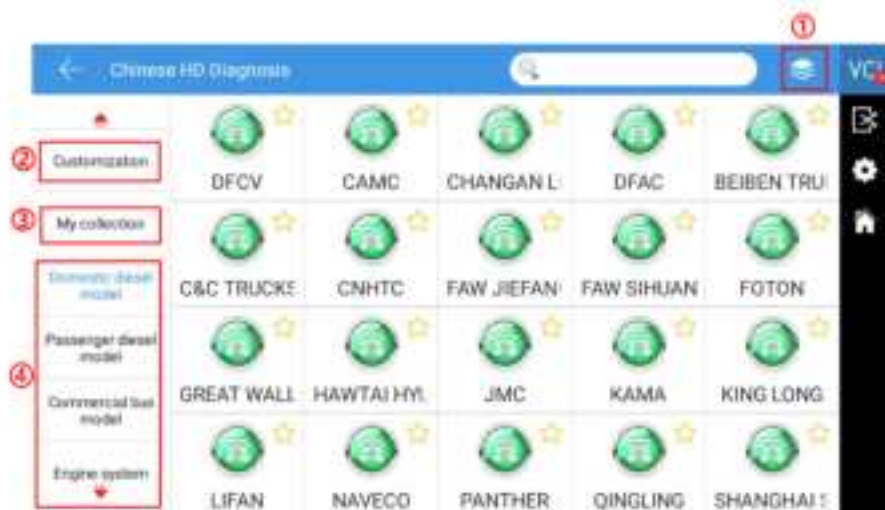 ①
Chinese HD Diagnosis
VCI
② Customization
DFCV CAMC CHANGAN L DFAC BEIBEN TRU
③ My collection
Domestic diesel
model
C&C TRUCKS CNHTC FAW JIEFAN FAW SIHUAN FOTON
④
Passenger diesel
model
GREAT WALL HAWTAI HYL JMC KAMA KING LONG
Commercial bus
model
Engine system
LIFAN NAVECO PANTHER QINGLING SHANGHAI S